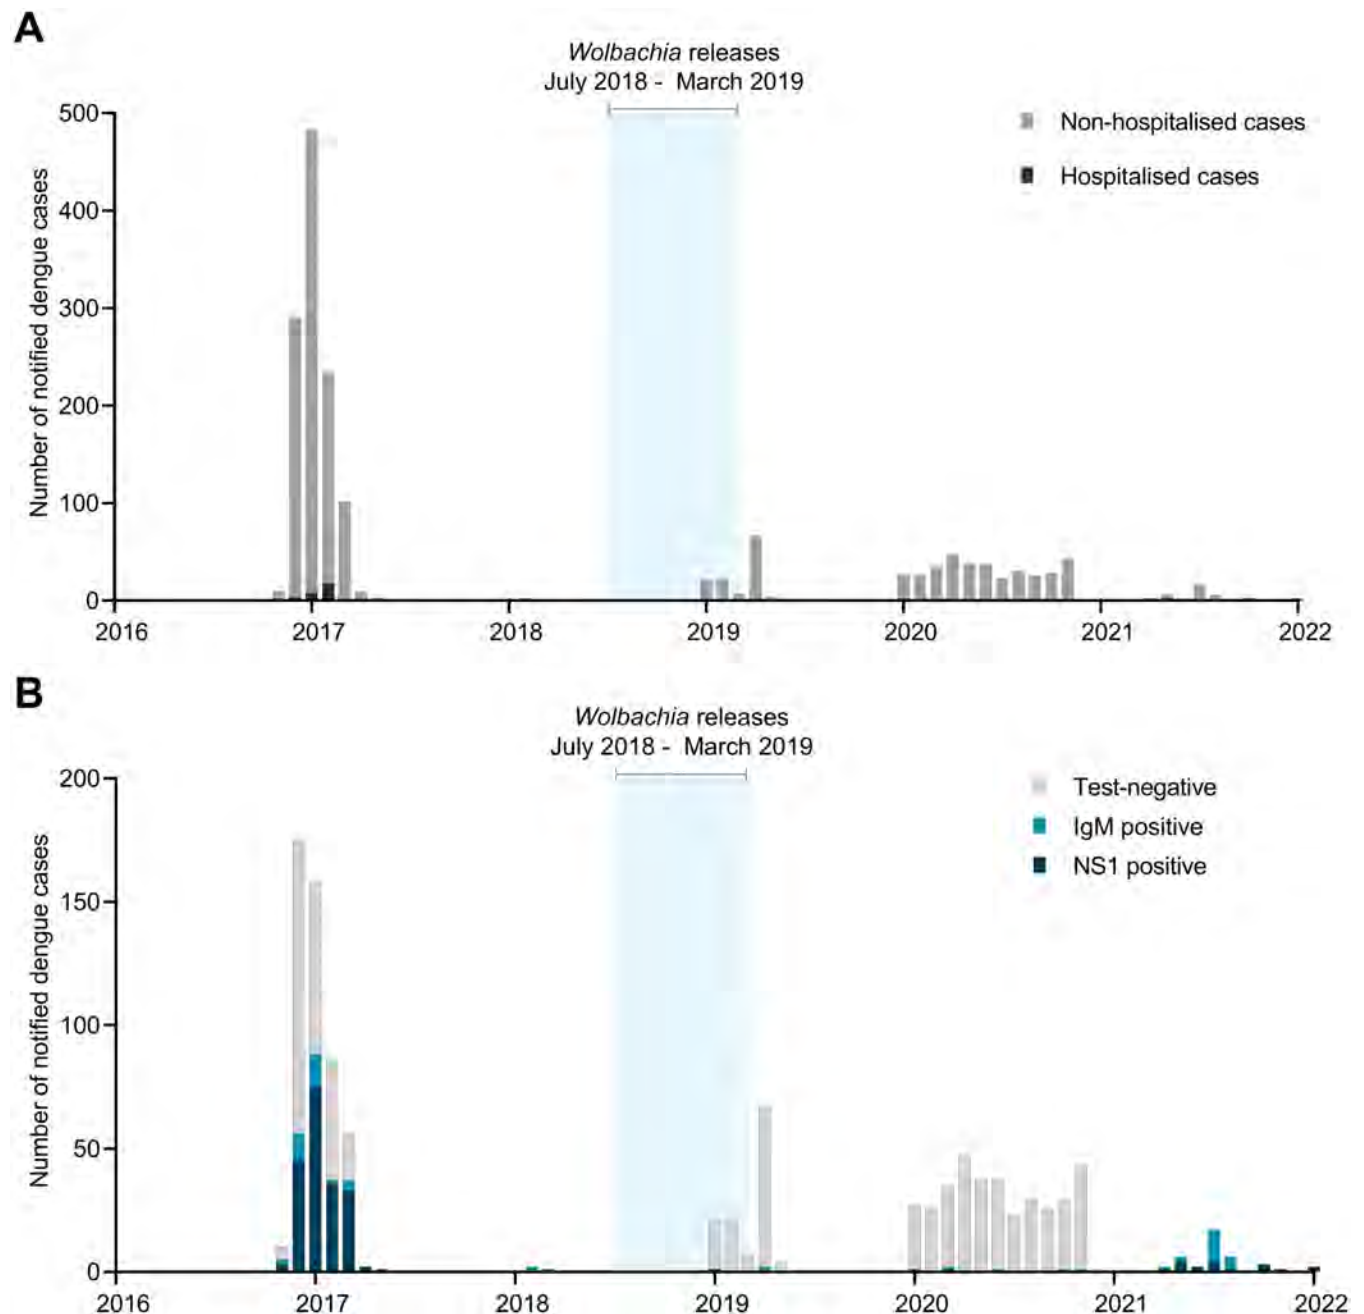 A
Wolbachia releases
July 2018 - March 2019
Non-hospitalised cases
Hospitalised cases
Number of notified dengue cases
500
400
300
200
100
0
2016 2017 2018 2019 2020 2021 2022
B
Wolbachia releases
July 2018 - March 2019
Test-negative
IgM positive
NS1 positive
Number of notified dengue cases
200
150
100
50
0
2016 2017 2018 2019 2020 2021 2022